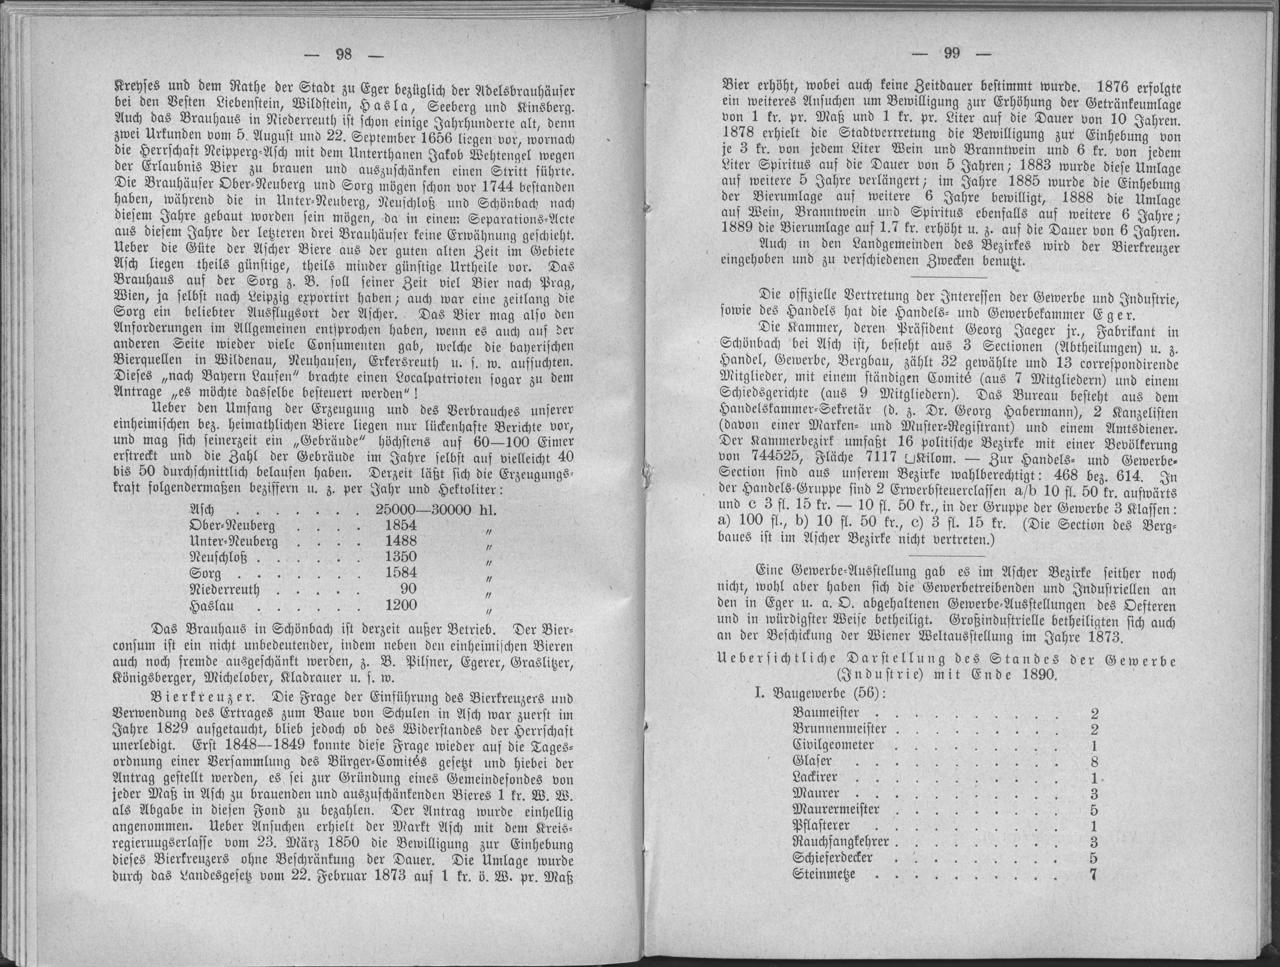 — 98 —
Kreyses und dem Rathe der Stadt zu Eger bezüglich der Adelsbrauhäuser
bei den Vesten Liebenstein, Wildstein, Hasla, Seeberg und Kinsberg.
Auch das Brauhaus in Niederreuth ist schon einige Jahrhunderte alt, denn
zwei Urkunden vom 5. August und 22. September 1656 liegen vor, wornach
die Herrschaft Neipperg-Asch mit dem Unterthanen Jakob Wehtengel wegen
der Erlaubnis Bier zu brauen und auszuschänken einen Stritt führte.
Die Brauhäuser Ober-Neuberg und Sorg mögen schon vor 1744 bestanden
haben, während die in Unter-Neuberg, Neuschloß und Schönbach nach
diesem Jahre gebaut worden sein mögen, da in einem Separations-Acte
aus diesem Jahre der letzteren drei Brauhäuser keine Erwähnung geschieht.
Ueber die Güte der Ascher Biere aus der guten alten Zeit im Gebiete
Asch liegen theils günstige, theils minder günstige Urtheile vor. Das
Brauhaus auf der Sorg z. B. soll seiner Zeit viel Bier nach Prag,
Wien, ja selbst nach Leipzig exportirt haben; auch war eine zeitlang die
Sorg ein beliebter Ausflugsort der Ascher. Das Bier mag also den
Anforderungen im Allgemeinen entsprochen haben, wenn es auch auf der
anderen Seite wieder viele Consumenten gab, welche die bayerischen
Bierquellen in Wildenau, Neuhausen, Erkersreuth u. s. w. aufsuchten.
Dieses „nach Bayern Laufen“ brachte einen Localpatrioten sogar zu dem
Antrage „es möchte dasselbe besteuert werden“!
Ueber den Umfang der Erzeugung und des Verbrauches unserer
einheimischen bez. heimathlichen Biere liegen nur lückenhafte Berichte vor,
und mag sich seinerzeit ein „Gebräude“ höchstens auf 60—100 Eimer
erstreckt und die Zahl der Gebräude im Jahre selbst auf vielleicht 40
bis 50 durchschnittlich belaufen haben. Derzeit läßt sich die Erzeugungs-
kraft folgendermaßen beziffern u. z. per Jahr und Hektoliter:
Asch . . . . . . . 25000—30000 hl.
Ober-Neuberg . . . . 1854 „
Unter-Neuberg . . . . 1488 „
Neuschloß . . . . . . 1350 „
Sorg . . . . . . . 1584 „
Niederreuth . . . . . 90 „
Haslau . . . . . . 1200 „
Das Brauhaus in Schönbach ist derzeit außer Betrieb. Der Bier-
consum ist ein nicht unbedeutender, indem neben den einheimischen Bieren
auch noch fremde ausgeschänkt werden, z. B. Pilsner, Egerer, Graslitzer,
Königsberger, Michelober, Kladrauer u. s. w.
Bierkreuzer. Die Frage der Einführung des Bierkreuzers und
Verwendung des Ertrages zum Baue von Schulen in Asch war zuerst im
Jahre 1829 aufgetaucht, blieb jedoch ob des Widerstandes der Herrschaft
unerledigt. Erst 1848—1849 konnte diese Frage wieder auf die Tages-
ordnung einer Versammlung des Bürger-Comités gesetzt und hiebei der
Antrag gestellt werden, es sei zur Gründung eines Gemeindefondes von
jeder Maß in Asch zu brauenden und auszuschänkenden Bieres 1 kr. W. W.
als Abgabe in diesen Fond zu bezahlen. Der Antrag wurde einhellig
angenommen. Ueber Ansuchen erhielt der Markt Asch mit dem Kreis-
regieruugserlasse vom 23. März 1850 die Bewilligung zur Einhebung
dieses Bierkreuzers ohne Beschränkung der Dauer. Die Umlage wurde
durch das Landesgesetz vom 22. Februar 1873 auf 1 kr. ö. W. pr. Maß
— 99 —
Bier erhöht, wobei auch keine Zeitdauer bestimmt wurde. 1876 erfolgte
ein weiteres Ansuchen um Bewilligung zur Erhöhung der Getränkeumlage
von 1 kr. pr. Maß und 1 kr. pr. Liter auf die Dauer von 10 Jahren.
1878 erhielt die Stadtvertretung die Bewilligung zur Einhebung von
je 3 kr. von jedem Liter Wein und Branntwein und 6 kr. von jedem
Liter Spiritus auf die Dauer von 5 Jahren; 1883 wurde diese Umlage
auf weitere 5 Jahre verlängert; im Jahre 1885 wurde die Einhebung
der Bierumlage auf weitere 6 Jahre bewilligt, 1888 die Umlage
auf Wein, Branntwein und Spiritus ebenfalls auf weitere 6 Jahre;
1889 die Bierumlage auf 1.7 kr. erhöht u. z. auf die Dauer von 6 Jahren.
Auch in den Landgemeinden des Bezirkes wird der Bierkreuzer
eingehoben und zu verschiedenen Zwecken benutzt.
Die offizielle Vertretung der Interessen der Gewerbe und Industrie,
sowie des Handels hat die Handels- und Gewerbekammer Eger.
Die Kammer, deren Präsident Georg Jaeger jr., Fabrikant in
Schönbach bei Asch ist, besteht aus 3 Sectionen (Abtheilungen) u. z.
Handel, Gewerbe, Bergbau, zählt 32 gewählte und 13 correspondirende
Mitglieder, mit einem ständigen Comité (aus 7 Mitgliedern) und einem
Schiedsgerichte (aus 9 Mitgliedern). Das Bureau besteht aus dem
Handelskammer-Sekretär (d. z. Dr. Georg Habermann), 2 Kanzelisten
(davon einer Marken- und Muster-Registrant) und einem Amtsdiener.
Der Kammerbezirk umfaßt 16 politische Bezirke mit einer Bevölkerung
von 744525, Fläche 7117 □Kilom. — Zur Handels- und Gewerbe-
Section sind aus unserem Bezirke wahlberechtigt: 468 bez. 614. In
der Handels-Gruppe sind 2 Erwerbsteuerclassen a/b 10 fl. 50 kr. aufwärts
und c 3 fl. 15 kr. — 10 fl. 50 kr., in der Gruppe der Gewerbe 3 Klassen:
a) 100 fl., b) 10 fl. 50 kr., c) 3 fl. 15 kr. (Die Section des Berg-
baues ist im Ascher Bezirke nicht vertreten.)
Eine Gewerbe-Ausstellung gab es im Ascher Bezirke seither noch
nicht, wohl aber haben sich die Gewerbetreibenden und Industriellen an
den in Eger u. a. O. abgehaltenen Gewerbe-Ausstellungen des Oefteren
und in würdigster Weise betheiligt. Großindustrielle betheiligten sich auch
an der Beschickung der Wiener Weltausstellung im Jahre 1873.
Uebersichtliche Darstellung des Standes der Gewerbe
(Industrie) mit Ende 1890.
I. Baugewerbe (56):
Baumeister . . . . . . . . . . 2
Brunnenmeister . . . . . . . . . 2
Civilgeometer . . . . . . . . . 1
Glaser . . . . . . . . . . . 8
Lackirer . . . . . . . . . . . 1
Maurer . . . . . . . . . . . 3
Maurermeister . . . . . . . . . 5
Pflasterer . . . . . . . . . . 1
Rauchfangkehrer . . . . . . . . . 3
Schieferdecker . . . . . . . . . 5
Steinmetze . . . . . . . . . . 7